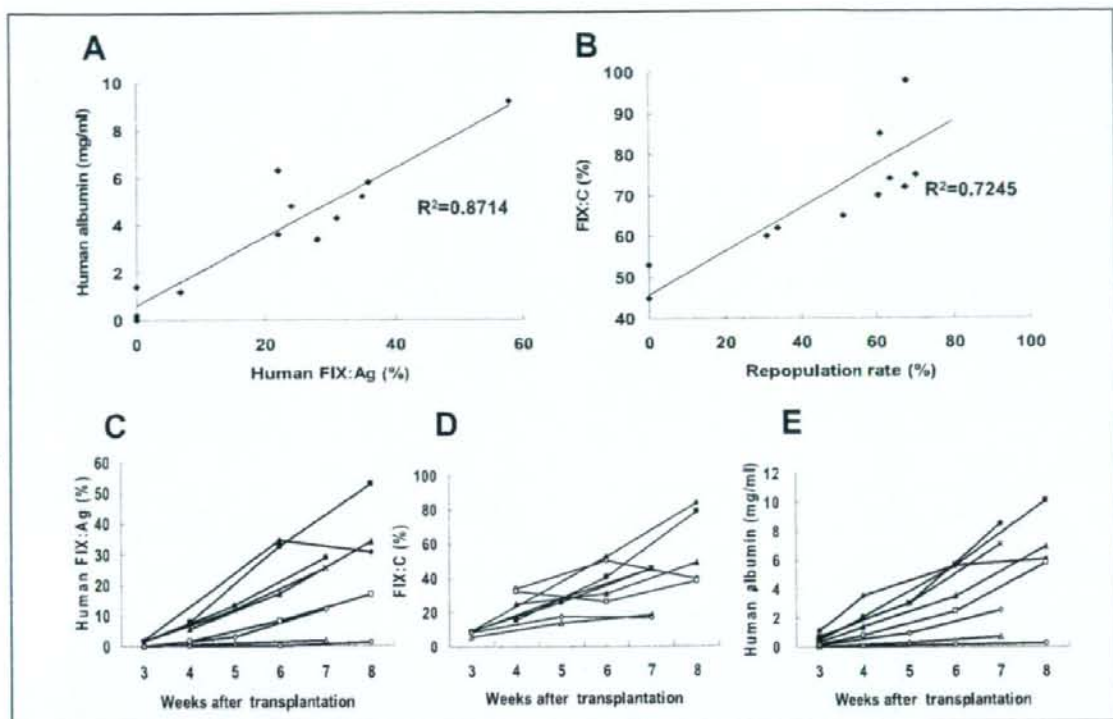 A
Human albumin (mg/ml)
10
8
6
4
2
0
0 20 40 60
R²=0.8714
Human FIX:Ag (%)
B
FIX:C (%)
100
90
80
70
60
50
40
0 20 40 60 80 100
R²=0.7245
Repopulation rate (%)
C
Human FIX:Ag (%)
60
50
40
30
20
10
0
3 4 5 6 7 8
Weeks after transplantation
D
FIX:C (%)
100
80
60
40
20
0
3 4 5 6 7 8
Weeks after transplantation
E
Human albumin (mg/ml)
12
10
8
6
4
2
0
3 4 5 6 7 8
Weeks after transplantation